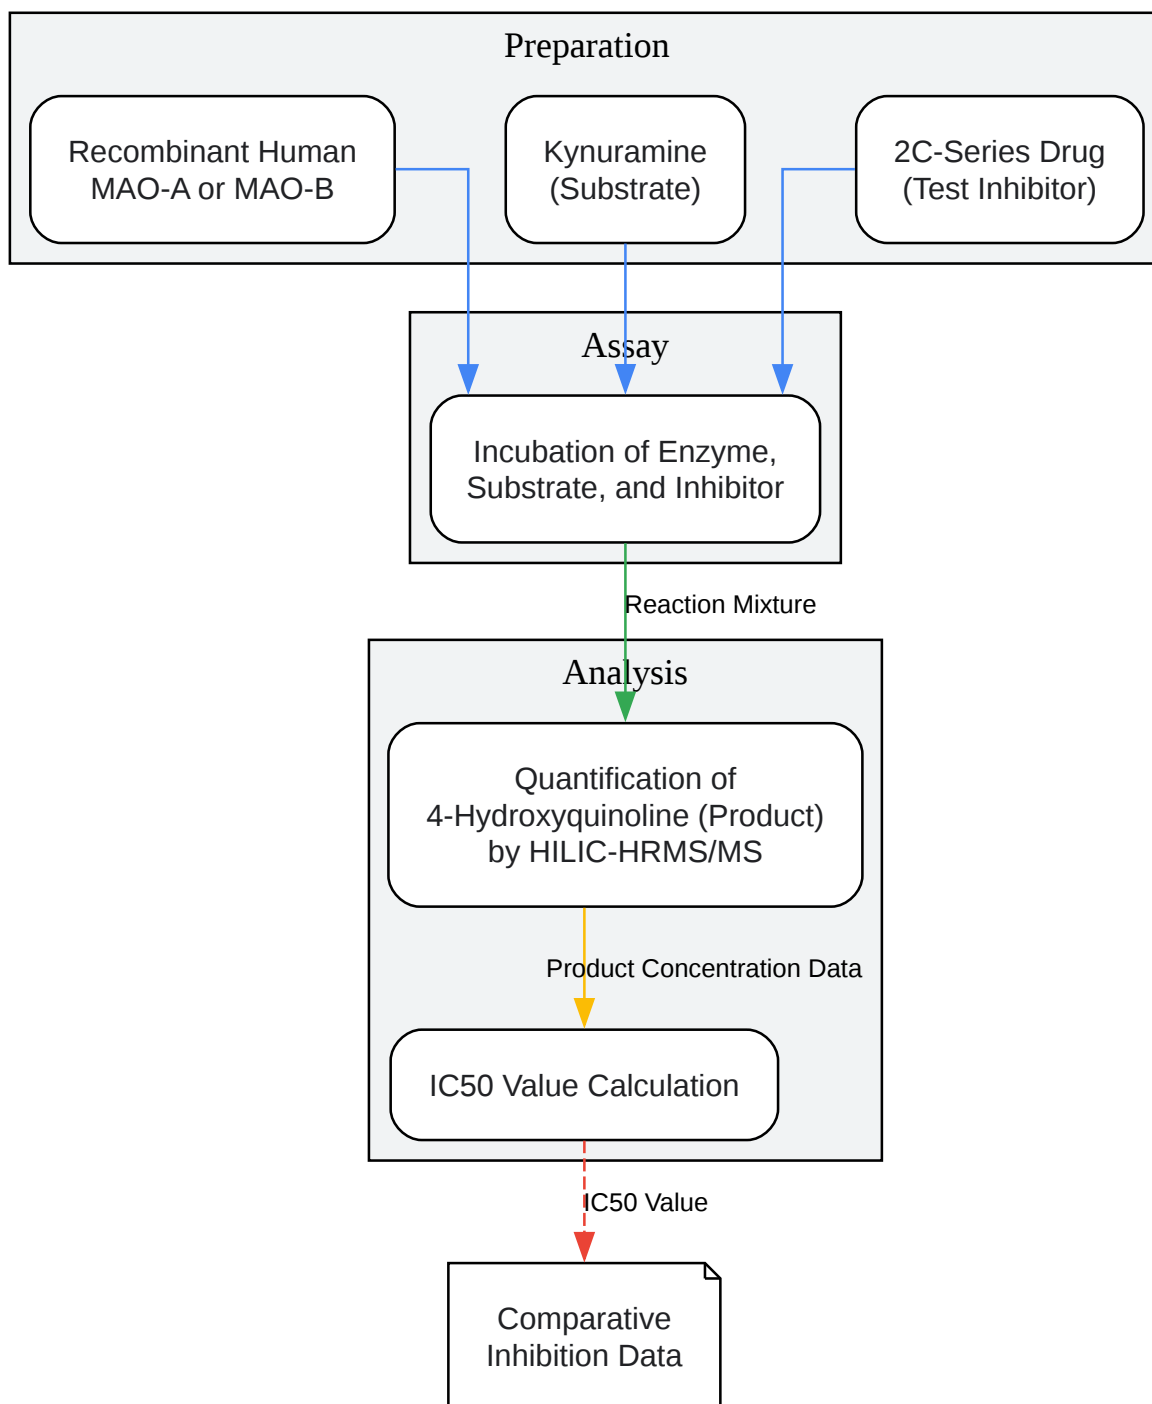 Preparation
Recombinant Human
MAO-A or MAO-B
Kynuramine
(Substrate)
2C-Series Drug
(Test Inhibitor)
Assay
Incubation of Enzyme,
Substrate, and Inhibitor
Reaction Mixture
Analysis
Quantification of
4-Hydroxyquinoline (Product)
by HILIC-HRMS/MS
Product Concentration Data
IC50 Value Calculation
IC50 Value
Comparative
Inhibition Data